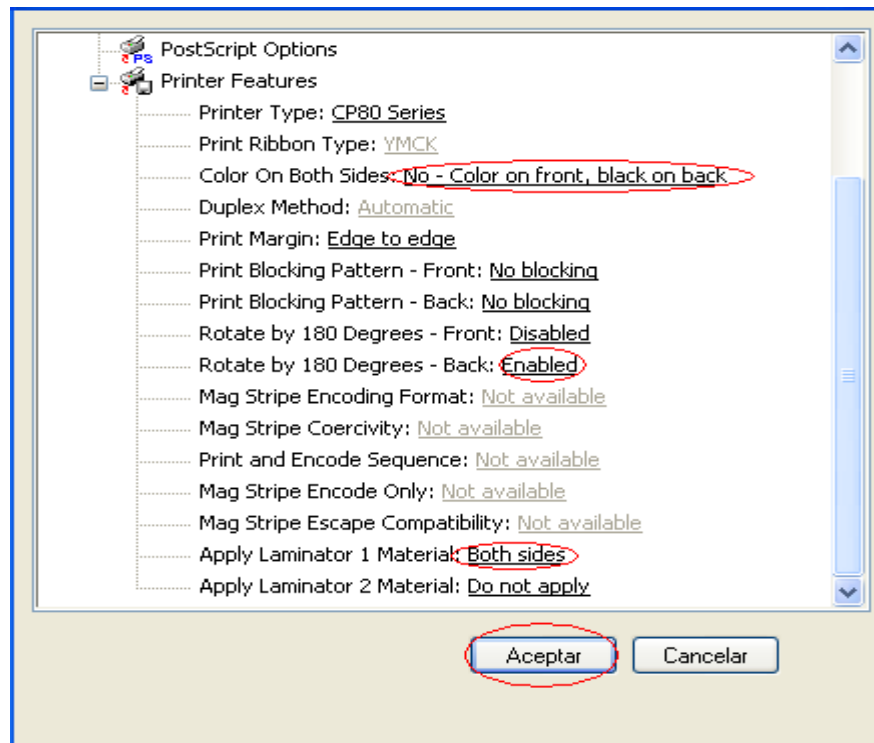 PostScript Options
Printer Features
Printer Type: CP80 Series
Print Ribbon Type: YMCK
Color On Both Sides: No - Color on front, black on back
Duplex Method: Automatic
Print Margin: Edge to edge
Print Blocking Pattern - Front: No blocking
Print Blocking Pattern - Back: No blocking
Rotate by 180 Degrees - Front: Disabled
Rotate by 180 Degrees - Back: Enabled
Mag Stripe Encoding Format: Not available
Mag Stripe Coercivity: Not available
Print and Encode Sequence: Not available
Mag Stripe Encode Only: Not available
Mag Stripe Escape Compatibility: Not available
Apply Laminator 1 Material: Both sides
Apply Laminator 2 Material: Do not apply
Aceptar Cancelar